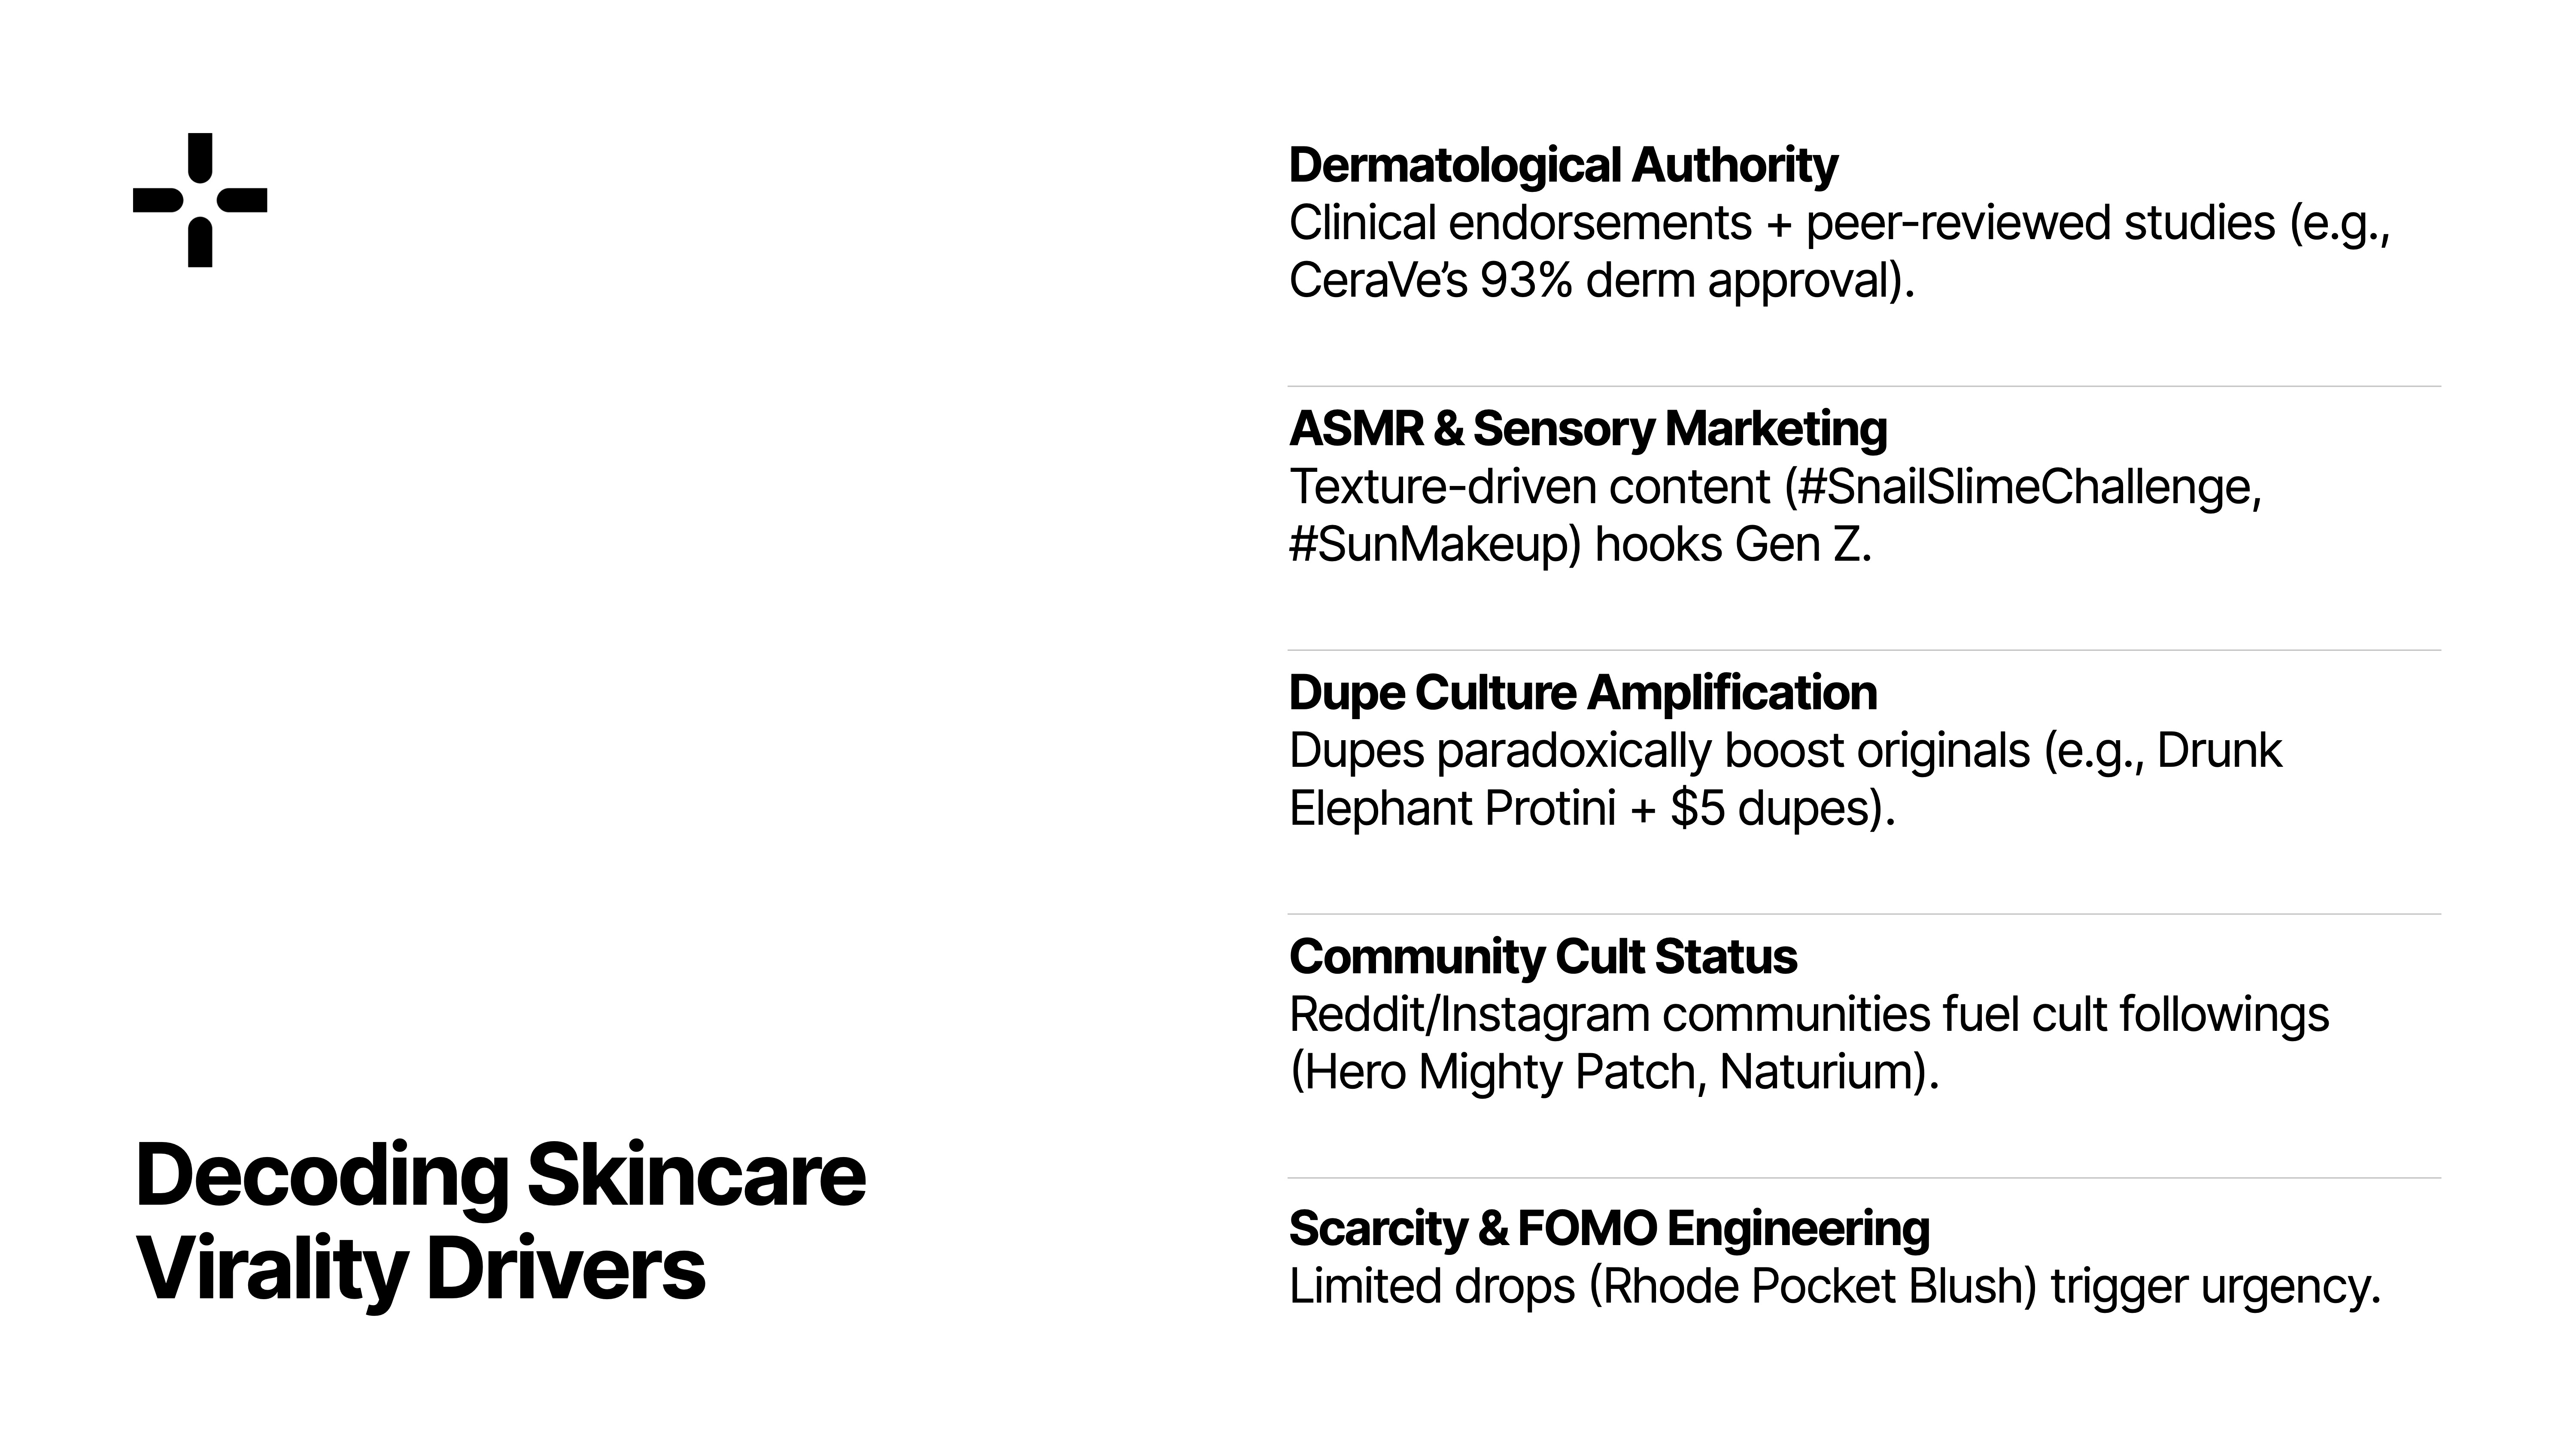 Dermatological Authority
Clinical endorsements + peer-reviewed studies (e.g.,
CeraVe’s 93% derm approval).
ASMR & Sensory Marketing
Texture-driven content (#SnailSlimeChallenge,
#SunMakeup) hooks Gen Z.
Dupe Culture Amplification
Dupes paradoxically boost originals (e.g., Drunk
Elephant Protini + $5 dupes).
Community Cult Status
Reddit/Instagram communities fuel cult followings
(Hero Mighty Patch, Naturium).
Scarcity & FOMO Engineering
Limited drops (Rhode Pocket Blush) trigger urgency.
Decoding Skincare
Virality Drivers